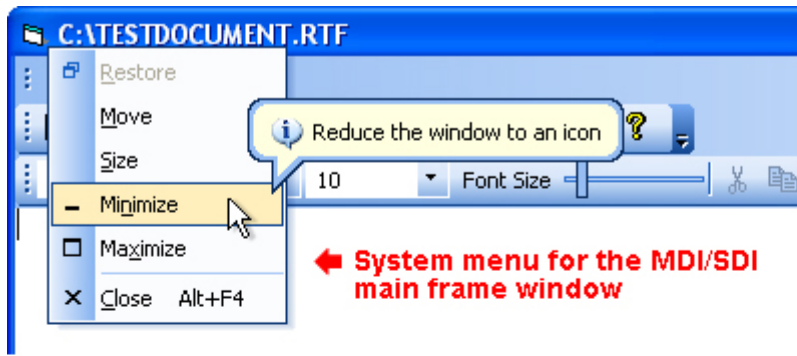 C:\TESTDOCUMENT.RTF
Restore
Move
Reduce the window to an icon
Size
10 Font Size
Minimize
Maximize
System menu for the MDI/SDI
main frame window
Close Alt+F4